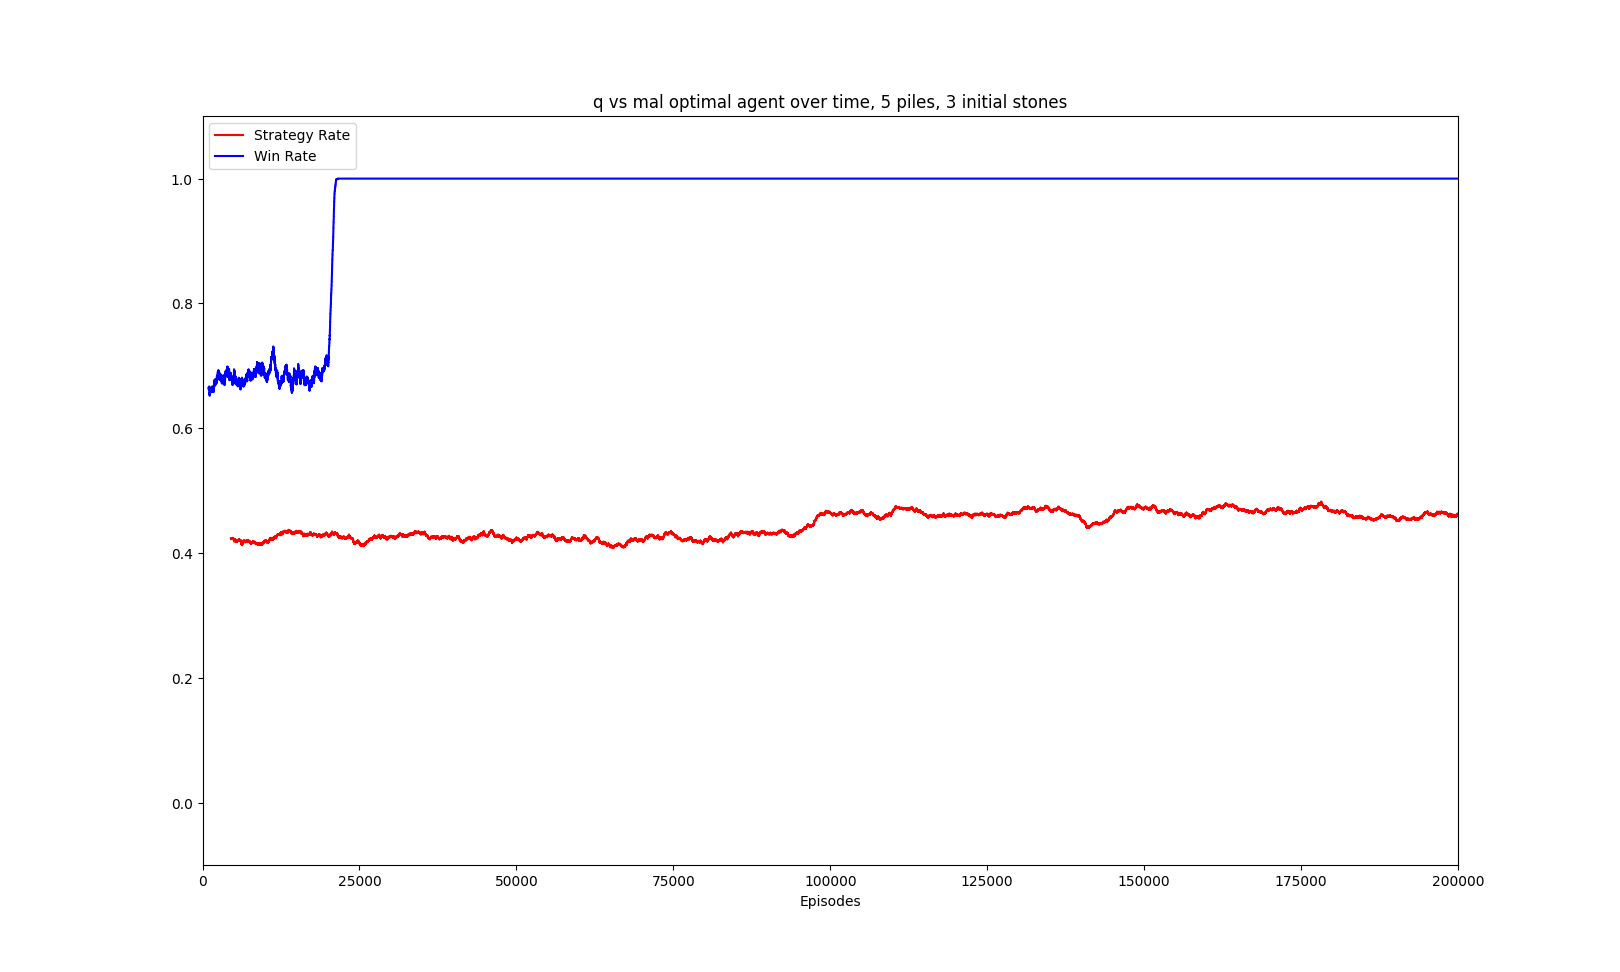 q vs mal optimal agent over time, 5 piles, 3 initial stones
Strategy Rate
Win Rate
1.0
0.8
0.6
0.4
0.2
0.0
0 25000 50000 75000 100000 125000 150000 175000 200000
Episodes